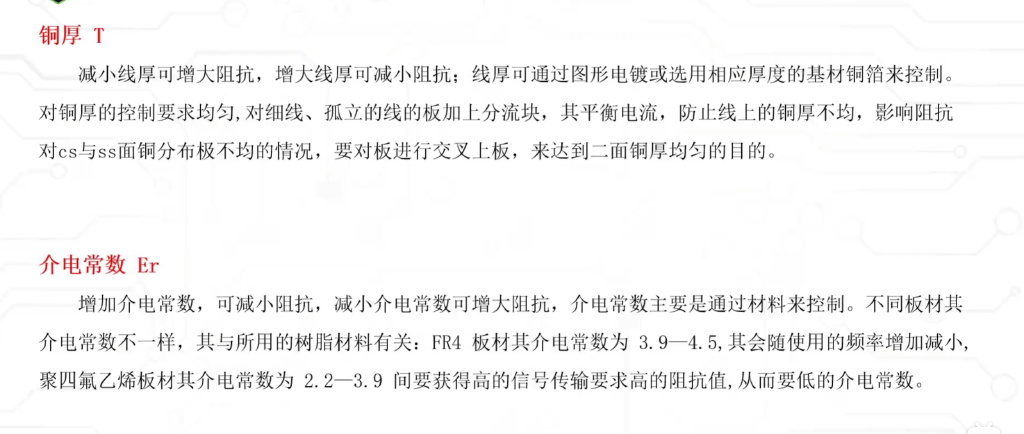 铜厚 T
减小线厚可增大阻抗，增大线厚可减小阻抗；线厚可通过图形电镀或选用相应厚度的基材铜箔来控制。
对铜厚的控制要求均匀,对细线、孤立的线的板加上分流块，其平衡电流，防止线上的铜厚不均，影响阻抗
对cs与ss面铜分布极不均的情况，要对板进行交叉上板，来达到二面铜厚均匀的目的。
介电常数 Er
增加介电常数，可减小阻抗，减小介电常数可增大阻抗，介电常数主要是通过材料来控制。不同板材其
介电常数不一样，其与所用的树脂材料有关：FR4 板材其介电常数为 3.9—4.5,其会随使用的频率增加减小,
聚四氟乙烯板材其介电常数为 2.2—3.9 间要获得高的信号传输要求高的阻抗值,从而要低的介电常数。